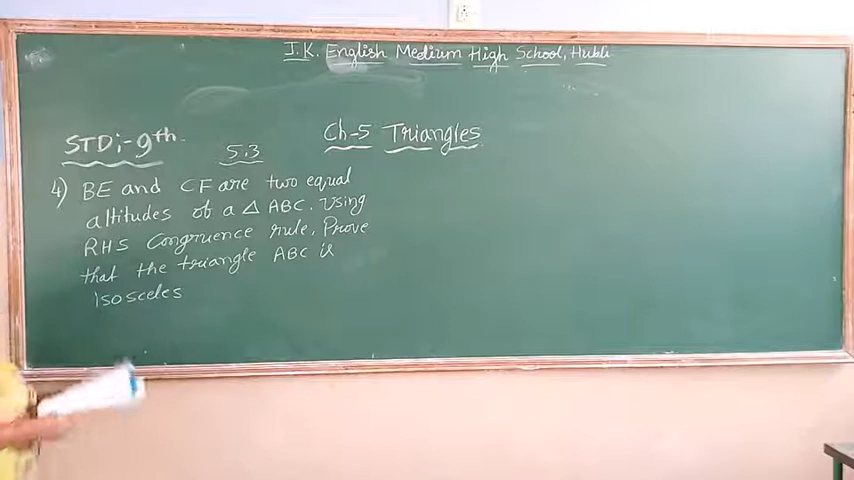 J.K. English Medium High School, Hubli
Ch-5 Triangles
STD:-9th
5.3
4) BE and CF are two equal
altitudes of a △ ABC. Using
RHS Congruence rule, Prove
that the triangle ABC is
isosceles